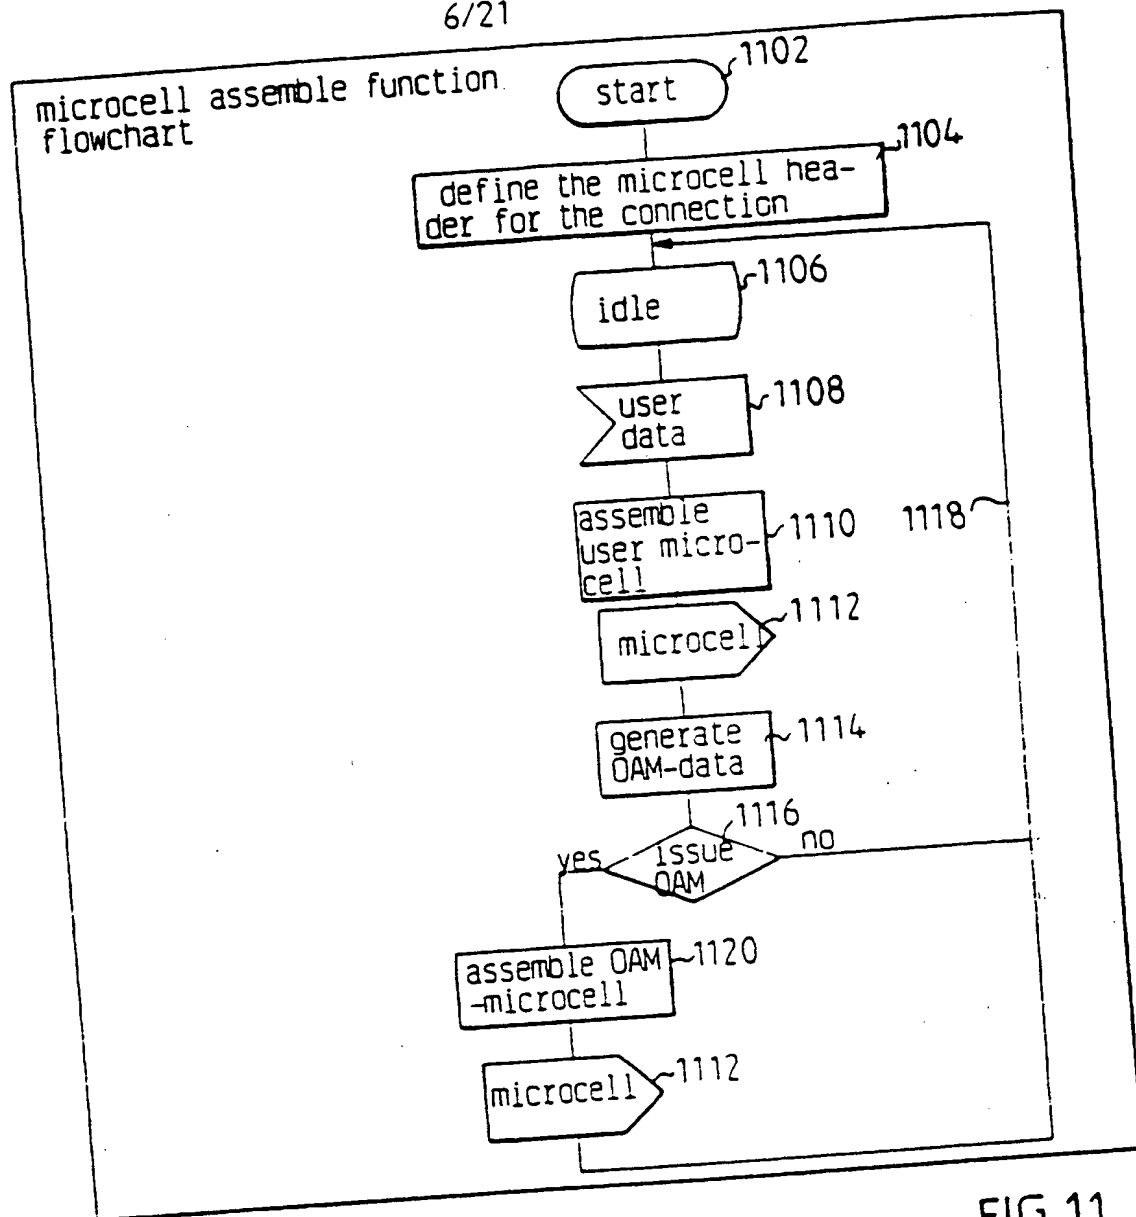 6/21
microcell assemble function
flowchart
start
1102
define the microcell hea-
der for the connection
1104
idle
1106
user
data
1108
assemble
user micro-
cell
1110
1118
microcell
1112
generate
OAM-data
1114
issue
OAM
1116
yes
no
assemble OAM
-microcell
1120
microcell
1112
FIG.11